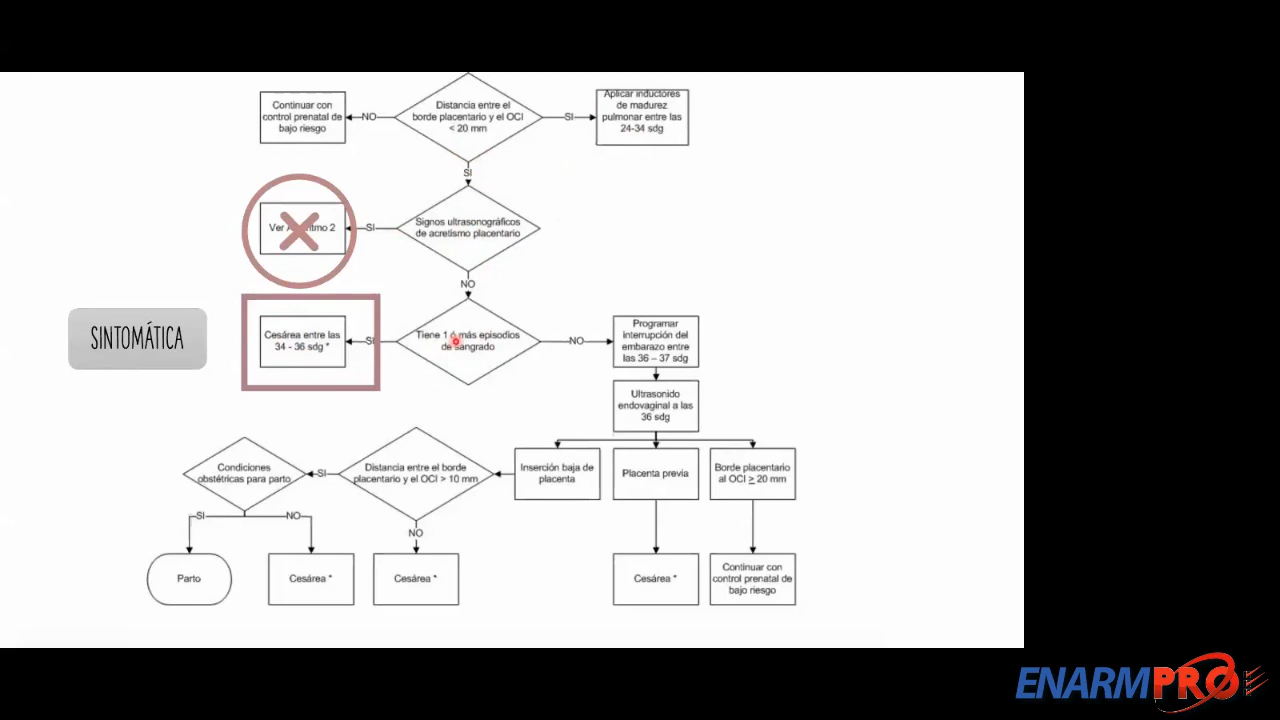 Continuar con
control prenatal de
bajo riesgo
NO
Distancia entre el
borde placentario y el OCI
< 20 mm
SI
Aplicar inductores
de madurez
pulmonar entre las
24-34 sdg
SI
Ver
tmo 2
SI
Signos ultrasonográficos
de acretismo placentario
NO
SINTOMÁTICA
Cesárea entre las
34 - 36 sdg *
SI
Tiene 1 ó más episodios
de sangrado
NO
Programar
interrupción del
embarazo entre
las 36 – 37 sdg
Ultrasonido
endovaginal a las
36 sdg
Condiciones
obstétricas para parto
SI
Distancia entre el borde
placentario y el OCI > 10 mm
Inserción baja de
placenta
Placenta previa
Borde placentario
al OCI ≥ 20 mm
SI
NO
NO
Parto
Cesárea *
Cesárea *
Cesárea *
Continuar con
control prenatal de
bajo riesgo
ENARMPRO